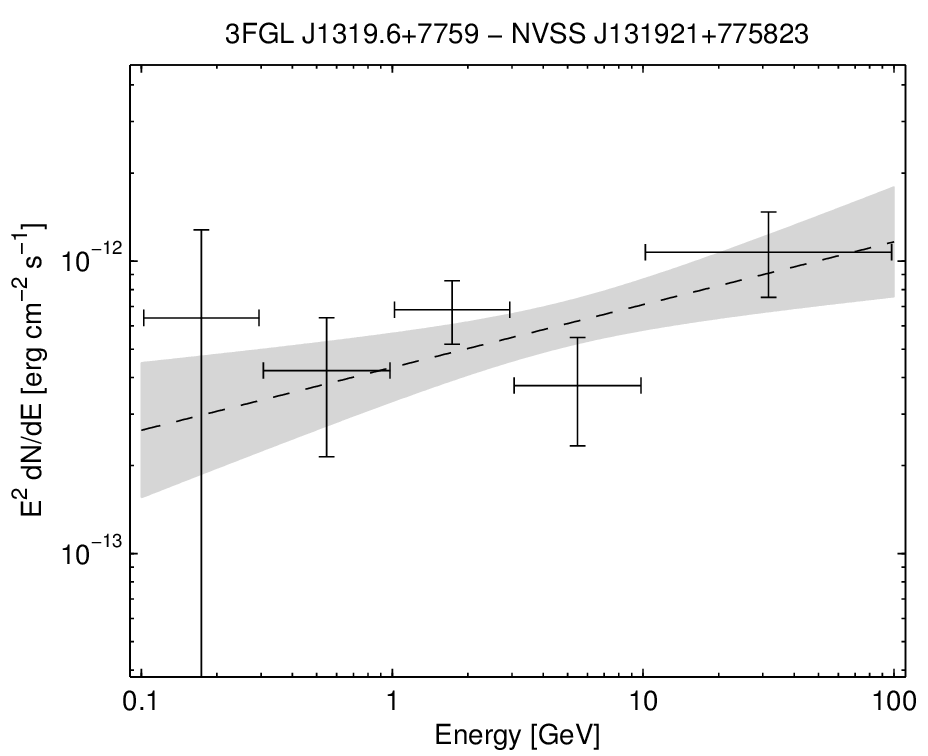 3FGL J1319.6+7759 − NVSS J131921+775823
E² dN/dE [erg cm⁻² s⁻¹]
10⁻¹²
10⁻¹³
0.1 1 10 100
Energy [GeV]